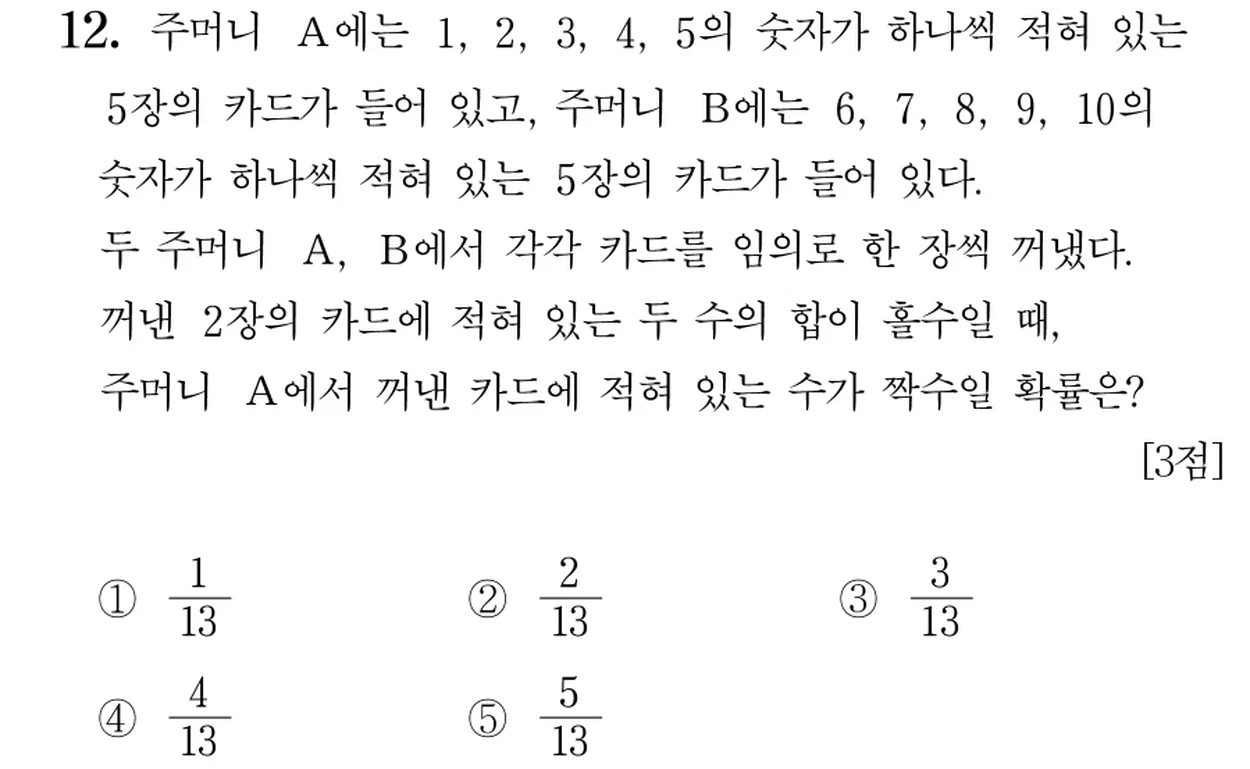 12. 주머니 A에는 1, 2, 3, 4, 5의 숫자가 하나씩 적혀 있는
5장의 카드가 들어 있고, 주머니 B에는 6, 7, 8, 9, 10의
숫자가 하나씩 적혀 있는 5장의 카드가 들어 있다.
두 주머니 A, B에서 각각 카드를 임의로 한 장씩 꺼냈다.
꺼낸 2장의 카드에 적혀 있는 두 수의 합이 홀수일 때,
주머니 A에서 꺼낸 카드에 적혀 있는 수가 짝수일 확률은?
[3점]
① 1/13 ② 2/13 ③ 3/13
④ 4/13 ⑤ 5/13